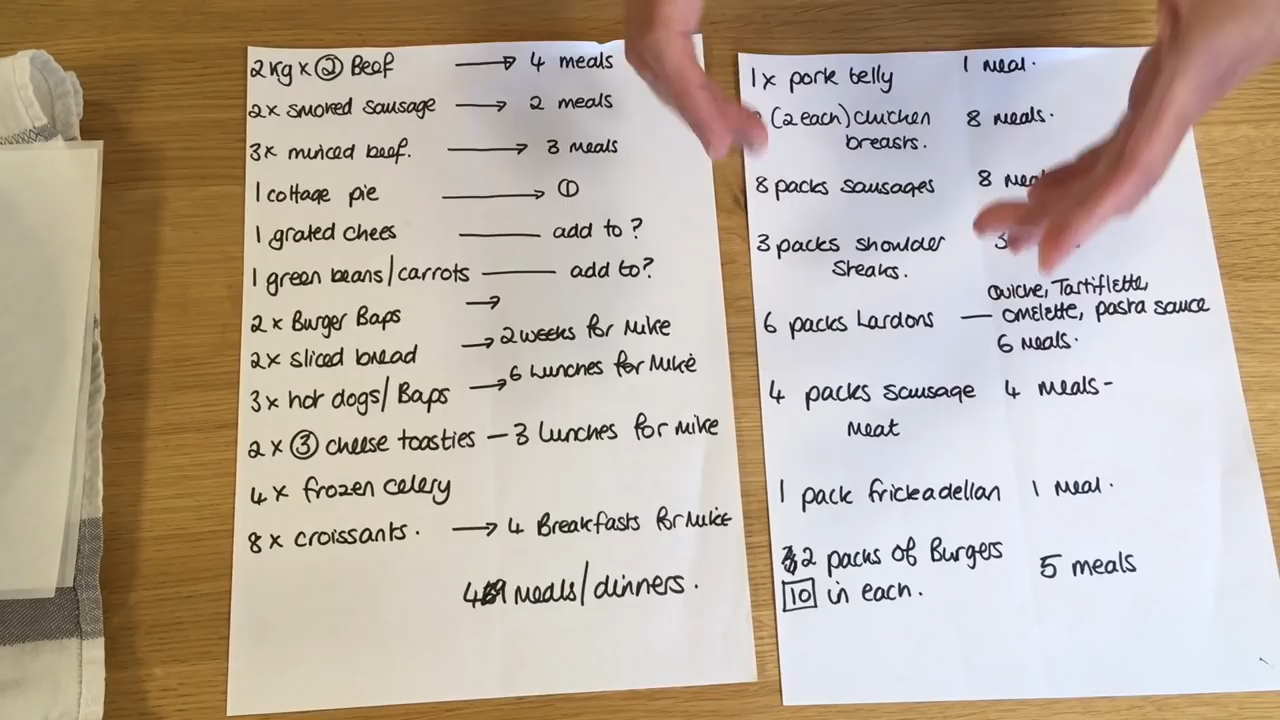 2kg x ② Beef → 4 meals
2x smoked sausage → 2 meals
3x minced beef. → 3 meals
1 cottage pie → ①
1 grated chees — add to?
1 green beans/carrots — add to?
2 x Burger Baps →
2x sliced bread → 2 weeks for Mike
3x hot dogs/Baps → 6 Lunches for Mike
2 x ③ cheese toasties – 3 Lunches for Mike
4x frozen celery
8x croissants. → 4 Breakfasts for Mike
49 meals/dinners.
1x pork belly 1 meal.
(2 each) chicken 8 meals.
breasts.
8 packs sausages 8
3 packs shoulder 3
Steaks.
Quiche, Tartiflette,
6 packs Lardons — omelette, pasta sauce
6 meals.
4 packs sausage 4 meals-
Meat
1 pack frickadellan 1 meal.
2 packs of Burgers 5 meals
10 in each.